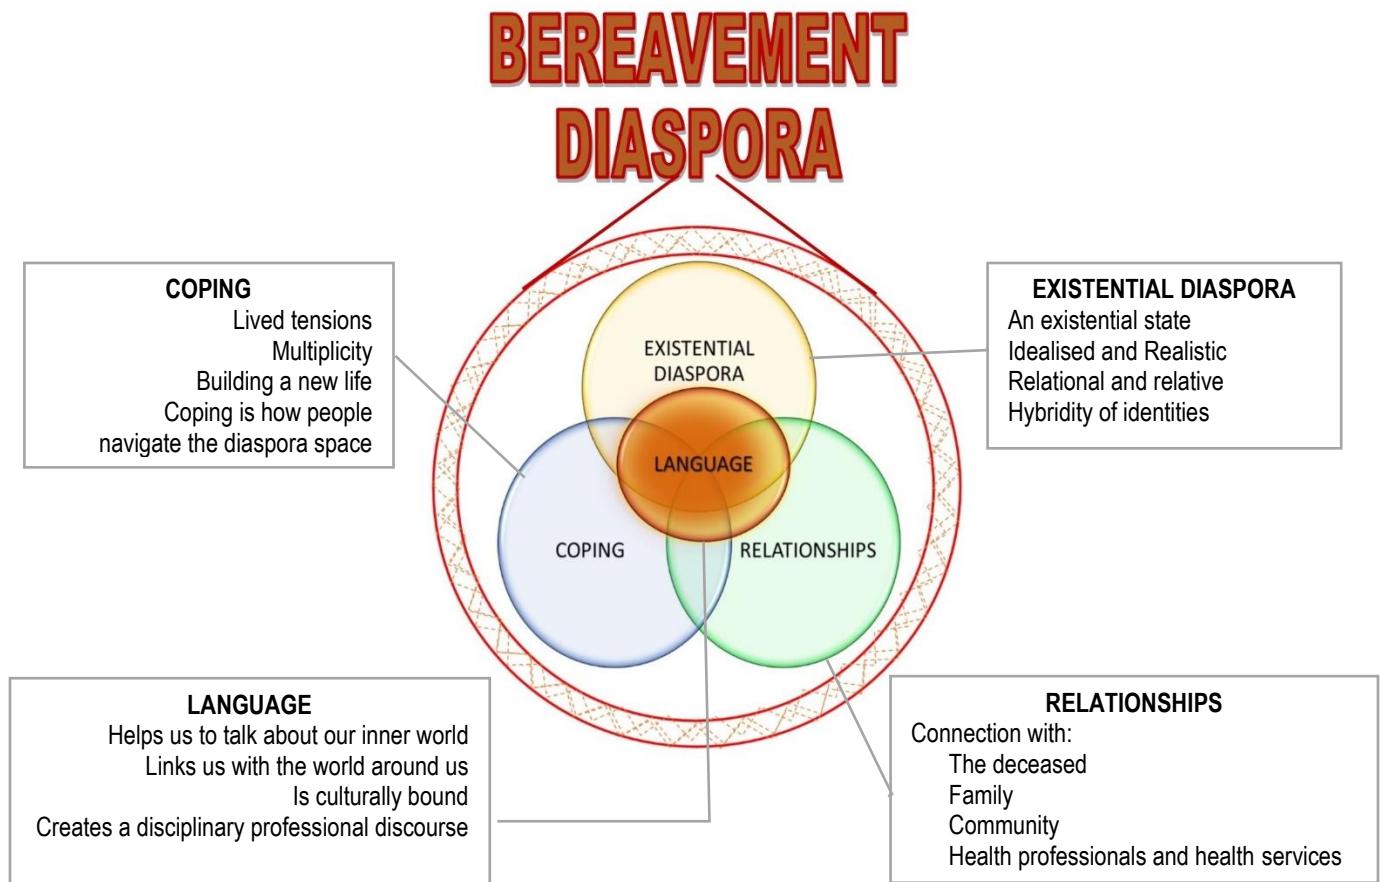 BEREAVEMENT
DIASPORA
COPING
Lived tensions
Multiplicity
Building a new life
Coping is how people
navigate the diaspora space
EXISTENTIAL DIASPORA
An existential state
Idealised and Realistic
Relational and relative
Hybridity of identities
EXISTENTIAL
DIASPORA
LANGUAGE
COPING
RELATIONSHIPS
LANGUAGE
Helps us to talk about our inner world
Links us with the world around us
Is culturally bound
Creates a disciplinary professional discourse
RELATIONSHIPS
Connection with:
The deceased
Family
Community
Health professionals and health services